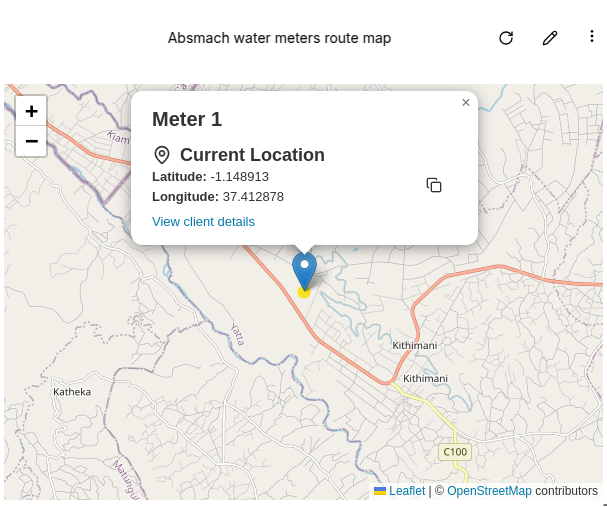 Absmach water meters route map
+
−
×
Meter 1
Current Location
Latitude: -1.148913
Longitude: 37.412878
View client details
Kiam
Yatta
Kithimani
Kithimani
Katheka
C100
Matungu
Leaflet | © OpenStreetMap contributors